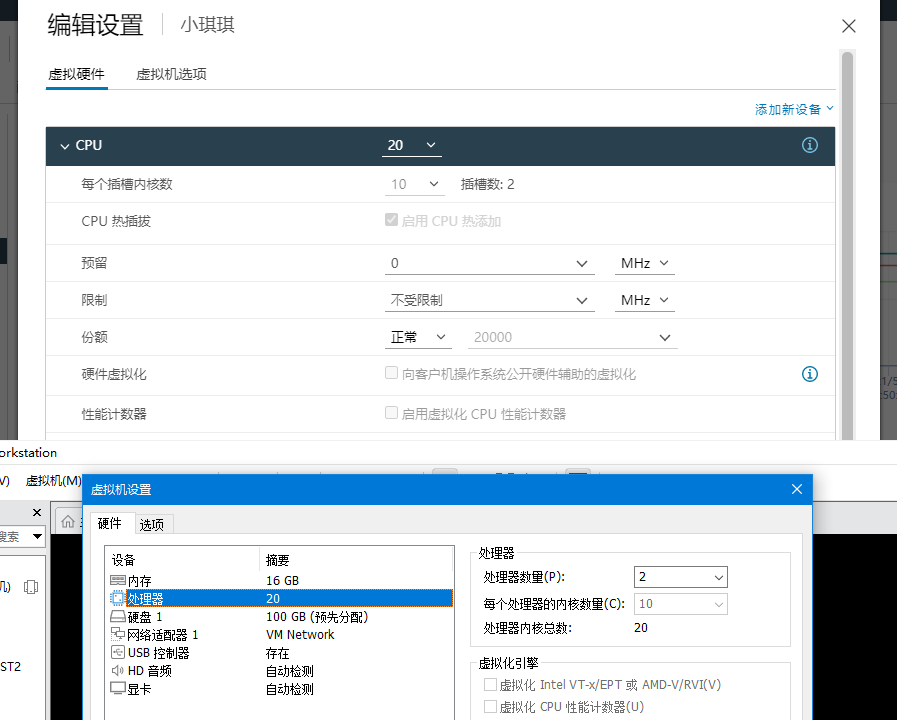 编辑设置 小琪琪
虚拟硬件 虚拟机选项
添加新设备
CPU 20
每个插槽内核数 10 插槽数: 2
CPU 热插拔 启用 CPU 热添加
预留 0 MHz
限制 不受限制 MHz
份额 正常 20000
硬件虚拟化 向客户机操作系统公开硬件辅助的虚拟化
性能计数器 启用虚拟化 CPU 性能计数器
1/5
:50:
orkstation
V) 虚拟机(M)
虚拟机设置
硬件 选项
搜索
设备 摘要
内存 16 GB
处理器 20
硬盘 1 100 GB (预先分配)
网络适配器 1 VM Network
USB 控制器 存在
HD 音频 自动检测
显卡 自动检测
处理器
处理器数量(P): 2
每个处理器的内核数量(C): 10
处理器内核总数: 20
虚拟化引擎
虚拟化 Intel VT-x/EPT 或 AMD-V/RVI(V)
虚拟化 CPU 性能计数器(U)
机)
ST2